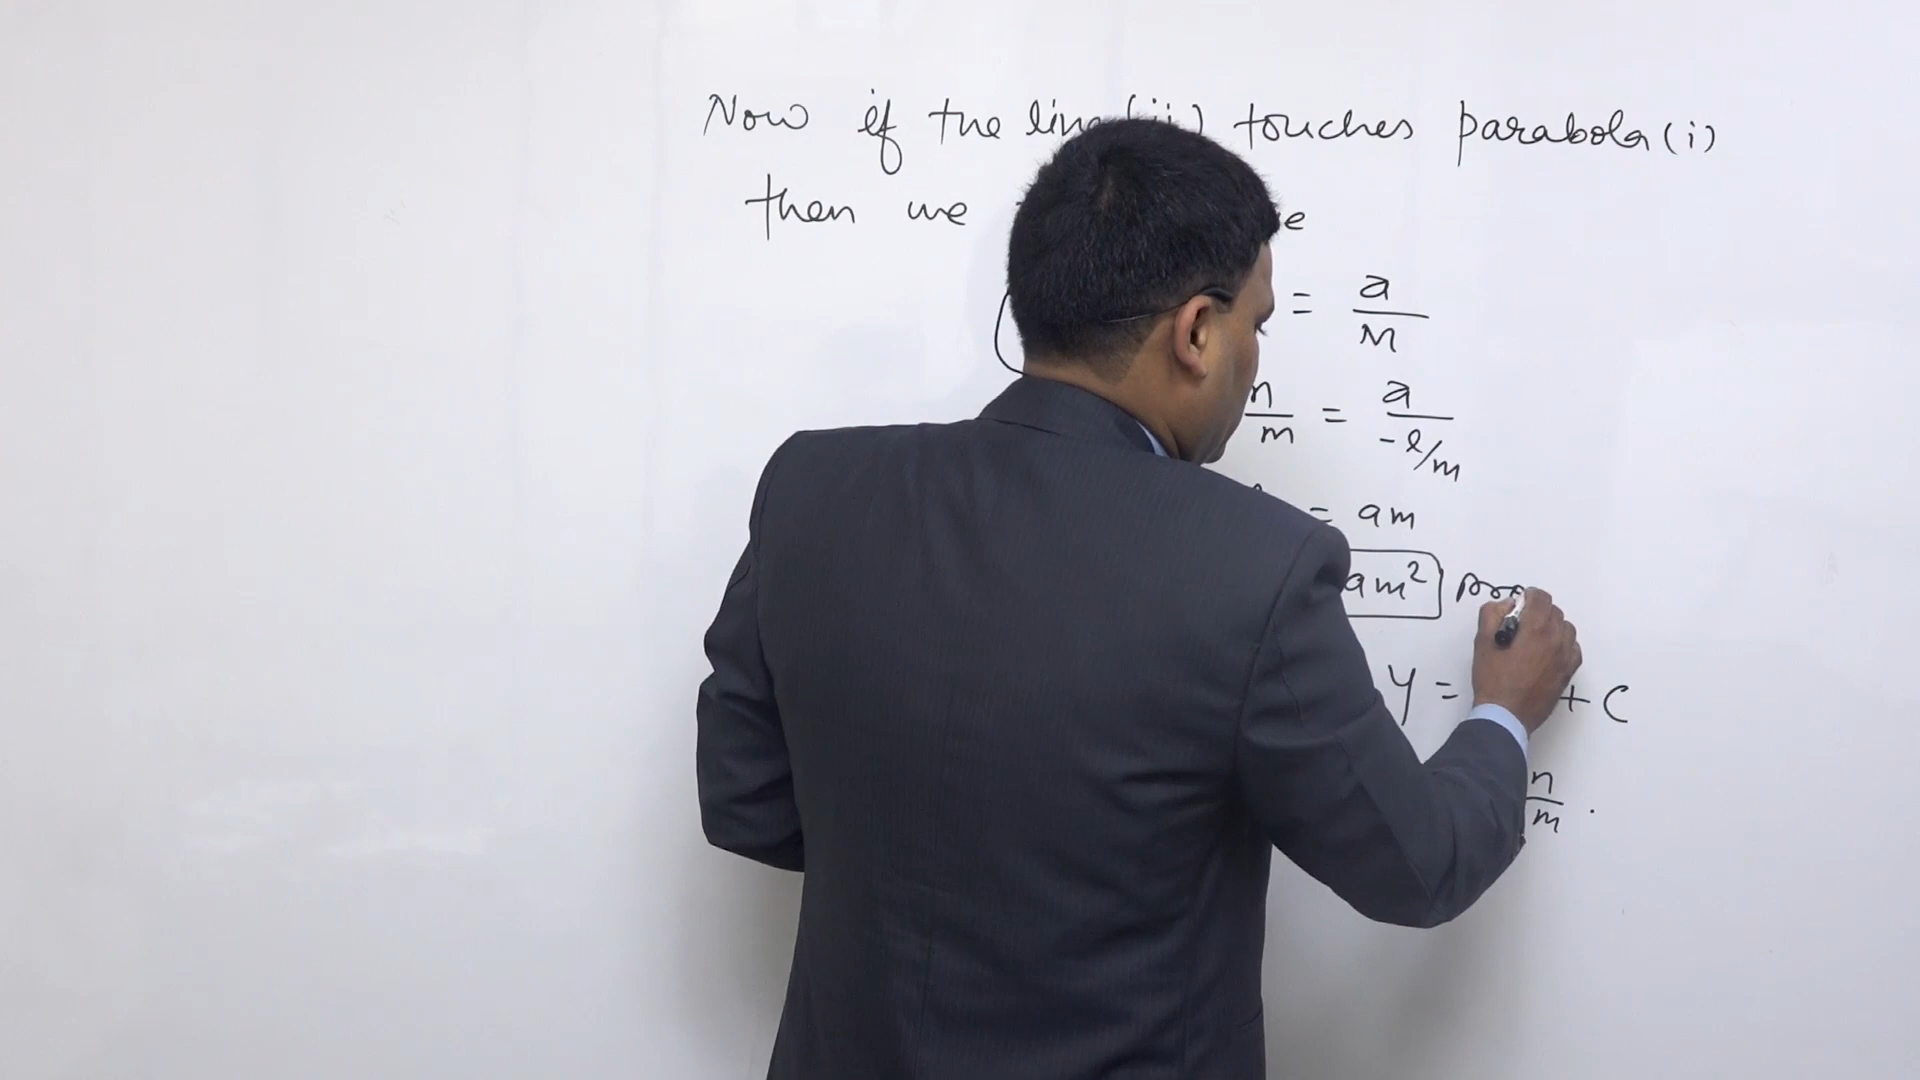 Now if the line (ii) touches parabola (i)
then we
= a/M
n/m = a/-l/m
= am
am²
y = + c
n/m .